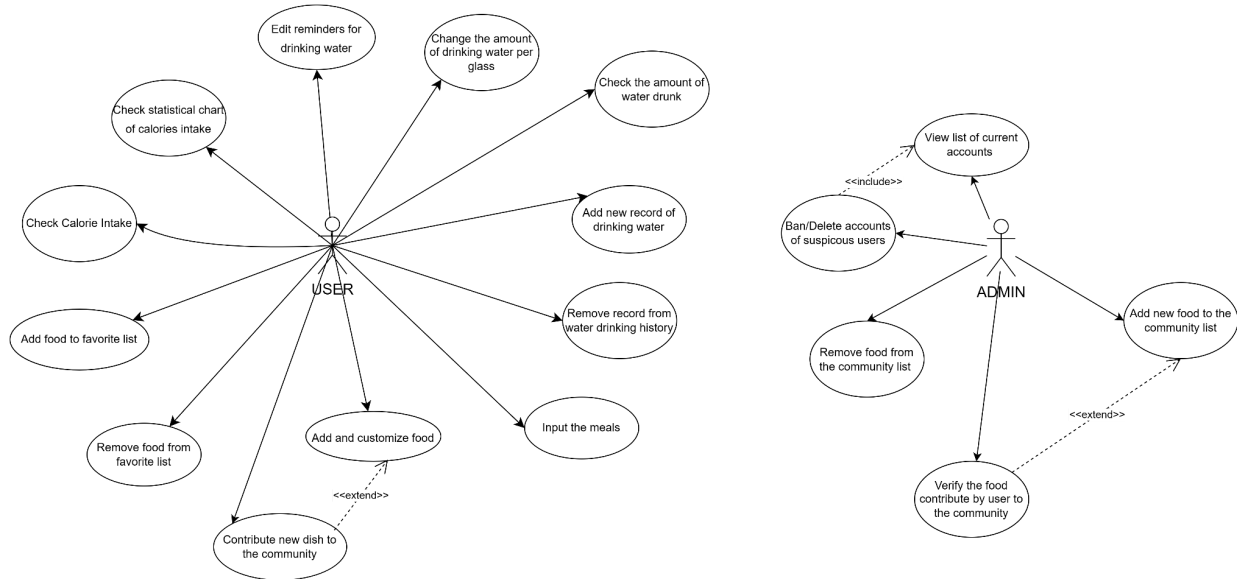 Edit reminders for
drinking water
Change the amount
of drinking water per
glass
Check the amount of
water drunk
Check statistical chart
of calories intake
View list of current
accounts
<<include>>
Check Calorie Intake
Add new record of
drinking water
Ban/Delete accounts
of suspicous users
USER
ADMIN
Add food to favorite list
Remove record from
water drinking history
Add new food to the
community list
Remove food from
the community list
Remove food from
favorite list
Add and customize food
Input the meals
<<extend>>
<<extend>>
Contribute new dish to
the community
Verify the food
contribute by user to
the community